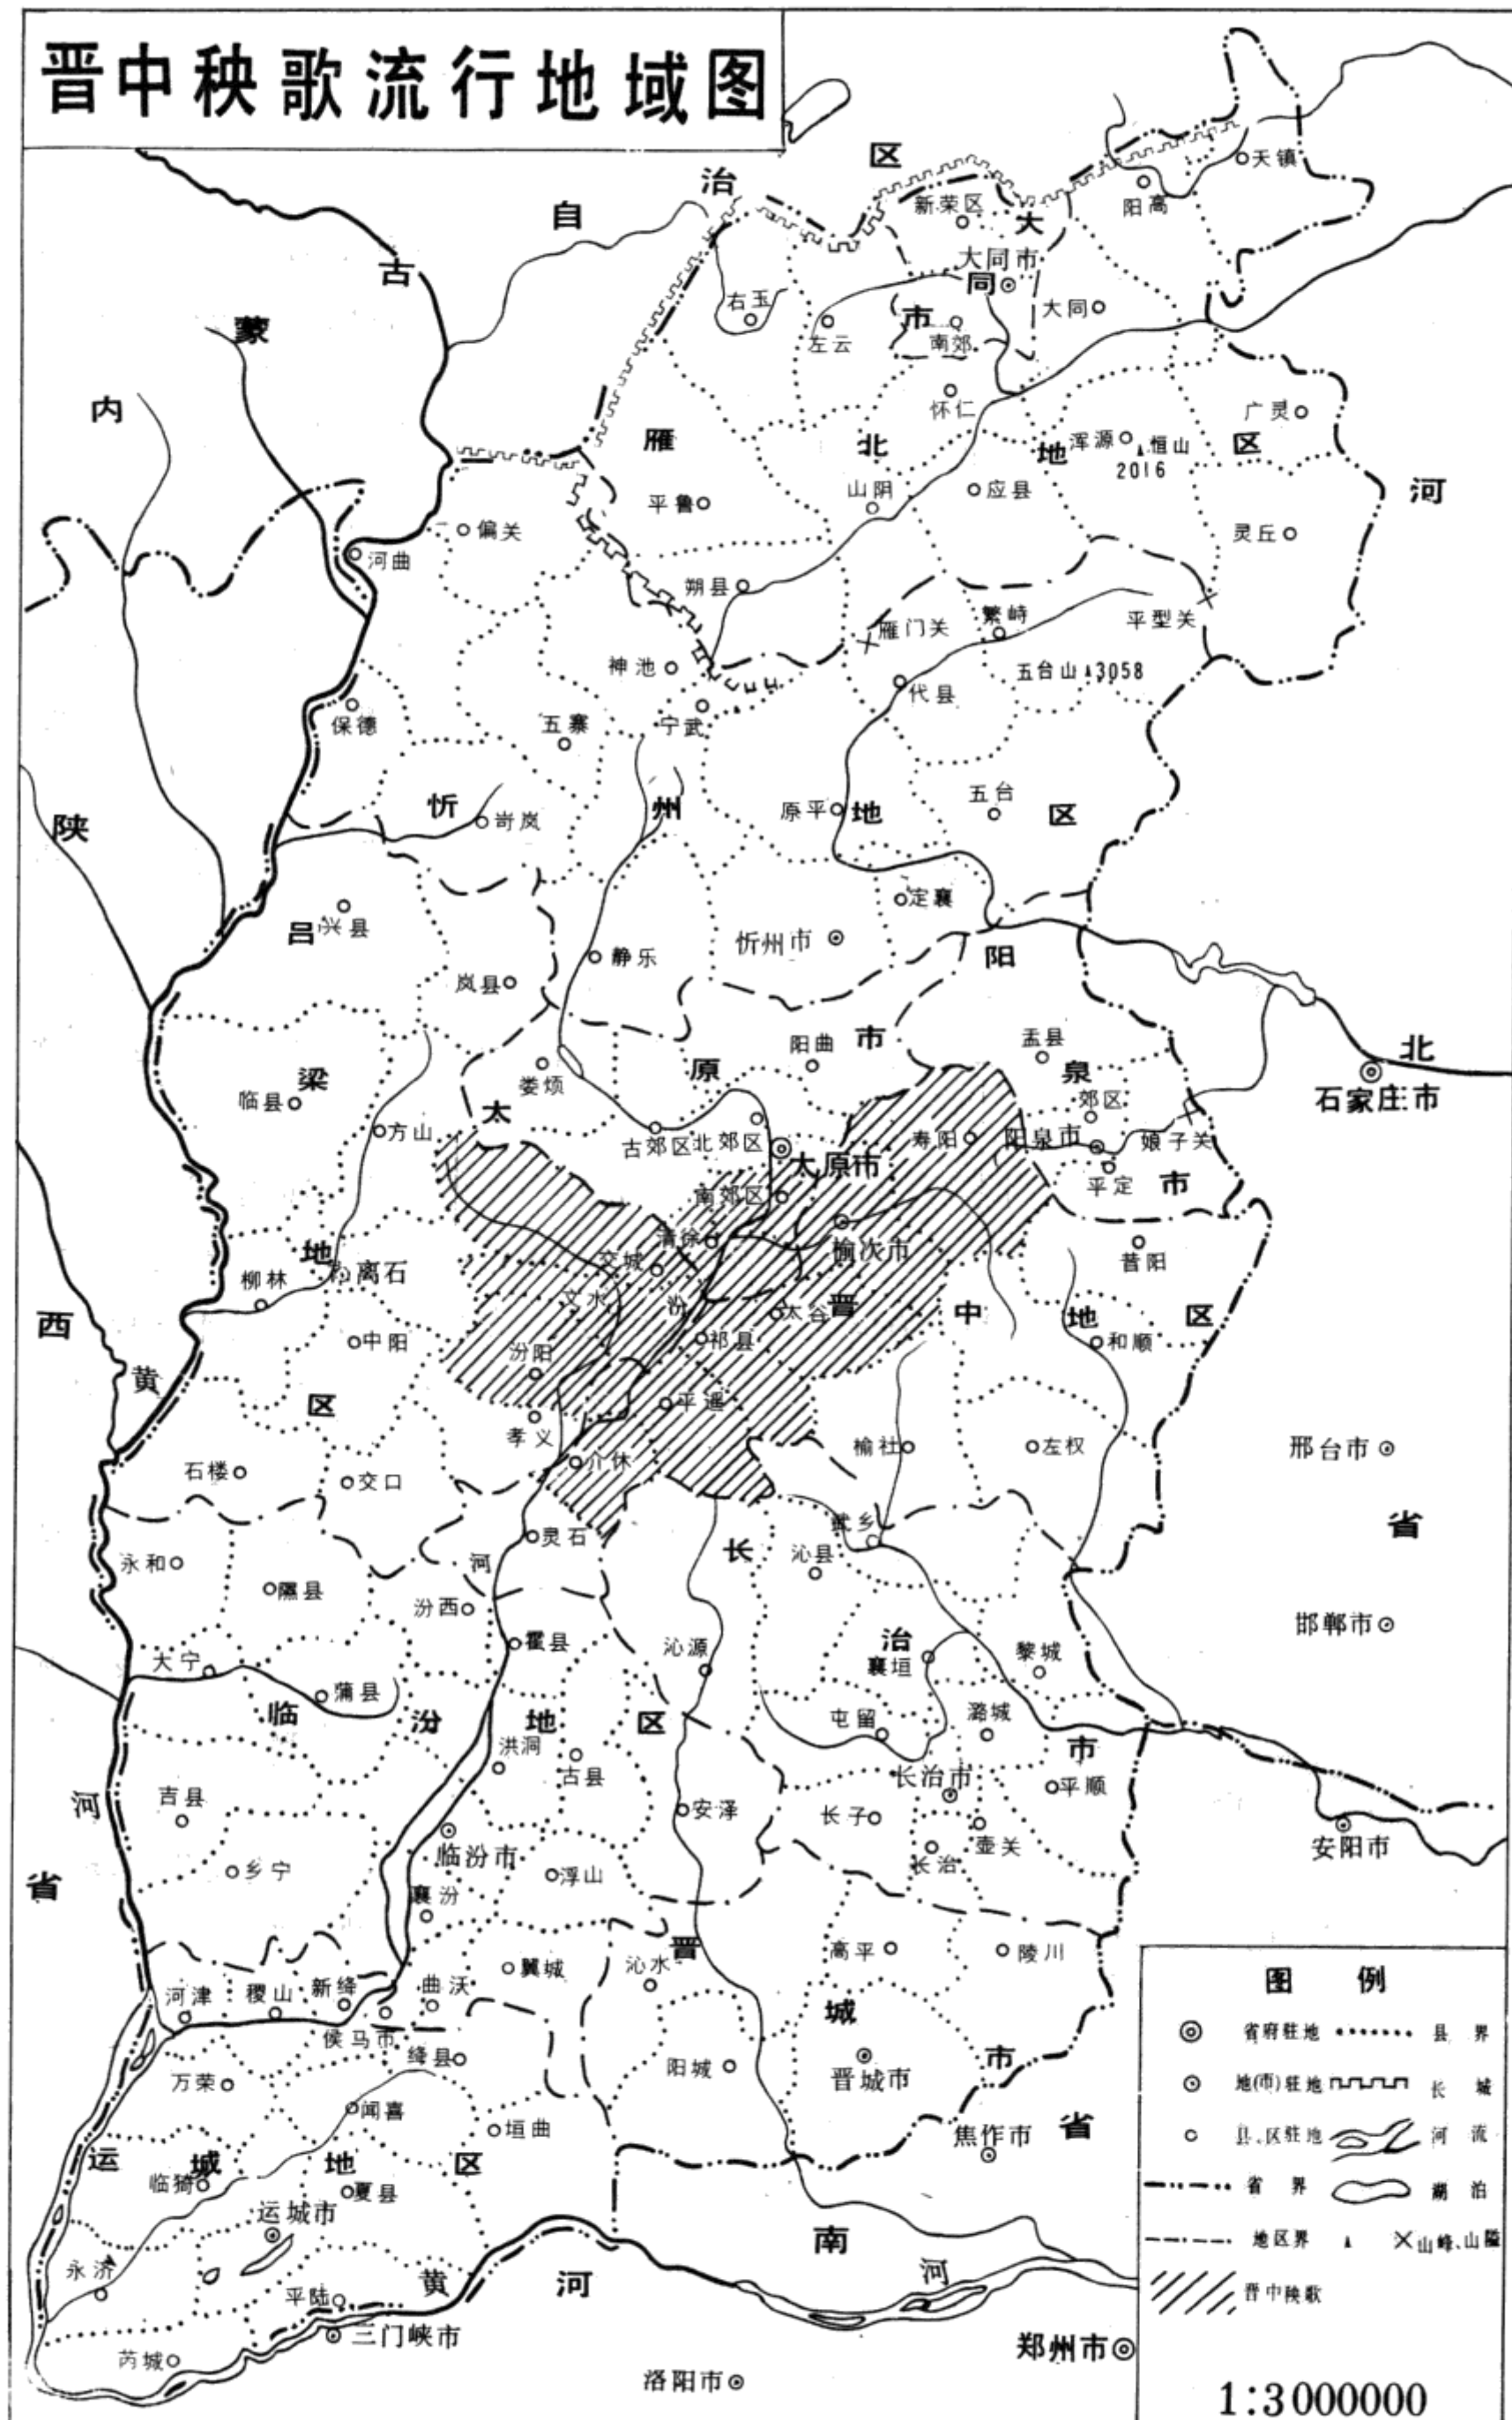 晋中秧歌流行地域图
内
蒙
古
自
治
区
天镇
阳高
新荣区
大
大同市
同
右玉
左云
市
南郊
大同
怀仁
广灵
雁
北
地
浑源
恒山
2016
区
河
平鲁
山阴
应县
灵丘
偏关
河曲
朔县
雁门关
繁峙
平型关
神池
代县
五台山
3058
保德
五寨
宁武
陕
忻
岢岚
州
原平
地
五台
区
定襄
吕
兴县
岚县
静乐
忻州市
阳
梁
临县
娄烦
原
阳曲
市
盂县
泉
郊区
北
石家庄市
太
方山
古郊区
北郊区
太原市
寿阳
阳泉市
娘子关
平定
市
南郊区
清徐
榆次市
昔阳
地
柳林
离石
交城
文水
汾
太谷
晋
中
地
区
西
黄
中阳
汾阳
祁县
和顺
区
孝义
平遥
石楼
交口
介休
榆社
左权
邢台市
省
永和
隰县
河
灵石
长
沁县
武乡
汾西
邯郸市
大宁
霍县
沁源
治
襄垣
黎城
蒲县
临
汾
地
区
屯留
潞城
洪洞
古县
长治市
市
平顺
河
吉县
安泽
长子
长治
壶关
安阳市
省
乡宁
临汾市
浮山
襄汾
晋
高平
陵川
河津
稷山
新绛
曲沃
翼城
沁水
侯马市
绛县
城
万荣
闻喜
阳城
晋城市
市
垣曲
焦作市
省
运
城
地
区
临猗
夏县
运城市
永济
平陆
黄
河
南
河
三门峡市
芮城
洛阳市
郑州市
图 例
省府驻地
县 界
地(市)驻地
长 城
县、区驻地
河 流
省 界
湖 泊
地区界
山峰、山隘
晋中秧歌
1:3000000